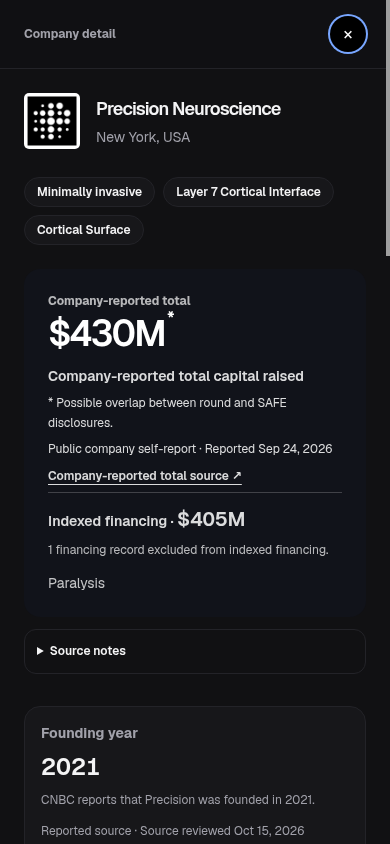 Company detail
×
Precision Neuroscience
New York, USA
Minimally invasive
Layer 7 Cortical Interface
Cortical Surface
Company-reported total
$430M*
Company-reported total capital raised
* Possible overlap between round and SAFE
disclosures.
Public company self-report · Reported Sep 24, 2026
Company-reported total source ↗
Indexed financing · $405M
1 financing record excluded from indexed financing.
Paralysis
▶ Source notes
Founding year
2021
CNBC reports that Precision was founded in 2021.
Reported source · Source reviewed Oct 15, 2026